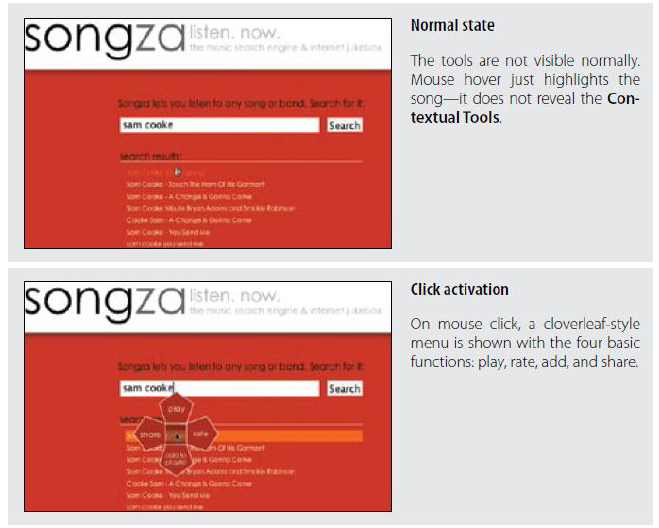 songza listen. now.
the music search engine & internet jukebox
Songza lets you listen to any song or band. Search for it:
sam cooke Search
search results:
Sam Cooke - Touch The Hem Of His Garment
Sam Cooke - A Change Is Gonna Come
Sam Cooke tribute Bryan Adams and Smokie Robinson
Cooke Sam - A Change Is Gonna Come
Sam Cooke - You Send Me
sam cooke you send me
Normal state
The tools are not visible normally.
Mouse hover just highlights the
song—it does not reveal the Con-
textual Tools.
songza listen. now.
the music search engine & internet jukebox
Songza lets you listen to any song or band. Search for it:
sam cooke Search
play
share
rate
add to
playlist
Sam Of His Garment
Sam Cooke Is Gonna Come
Sam Cooke Bryan Adams and Smokie Robinson
Cooke Sam - A Change Is Gonna Come
Sam Cooke - You Send Me
sam cooke you send me
Click activation
On mouse click, a cloverleaf-style
menu is shown with the four basic
functions: play, rate, add, and share.